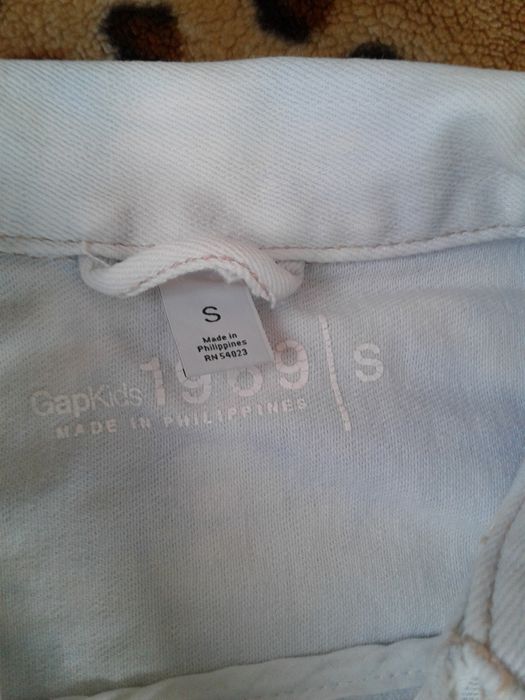 S
Made in
Philippines
RN 54023
GapKids 1969 | S
MADE IN PHILIPPINES